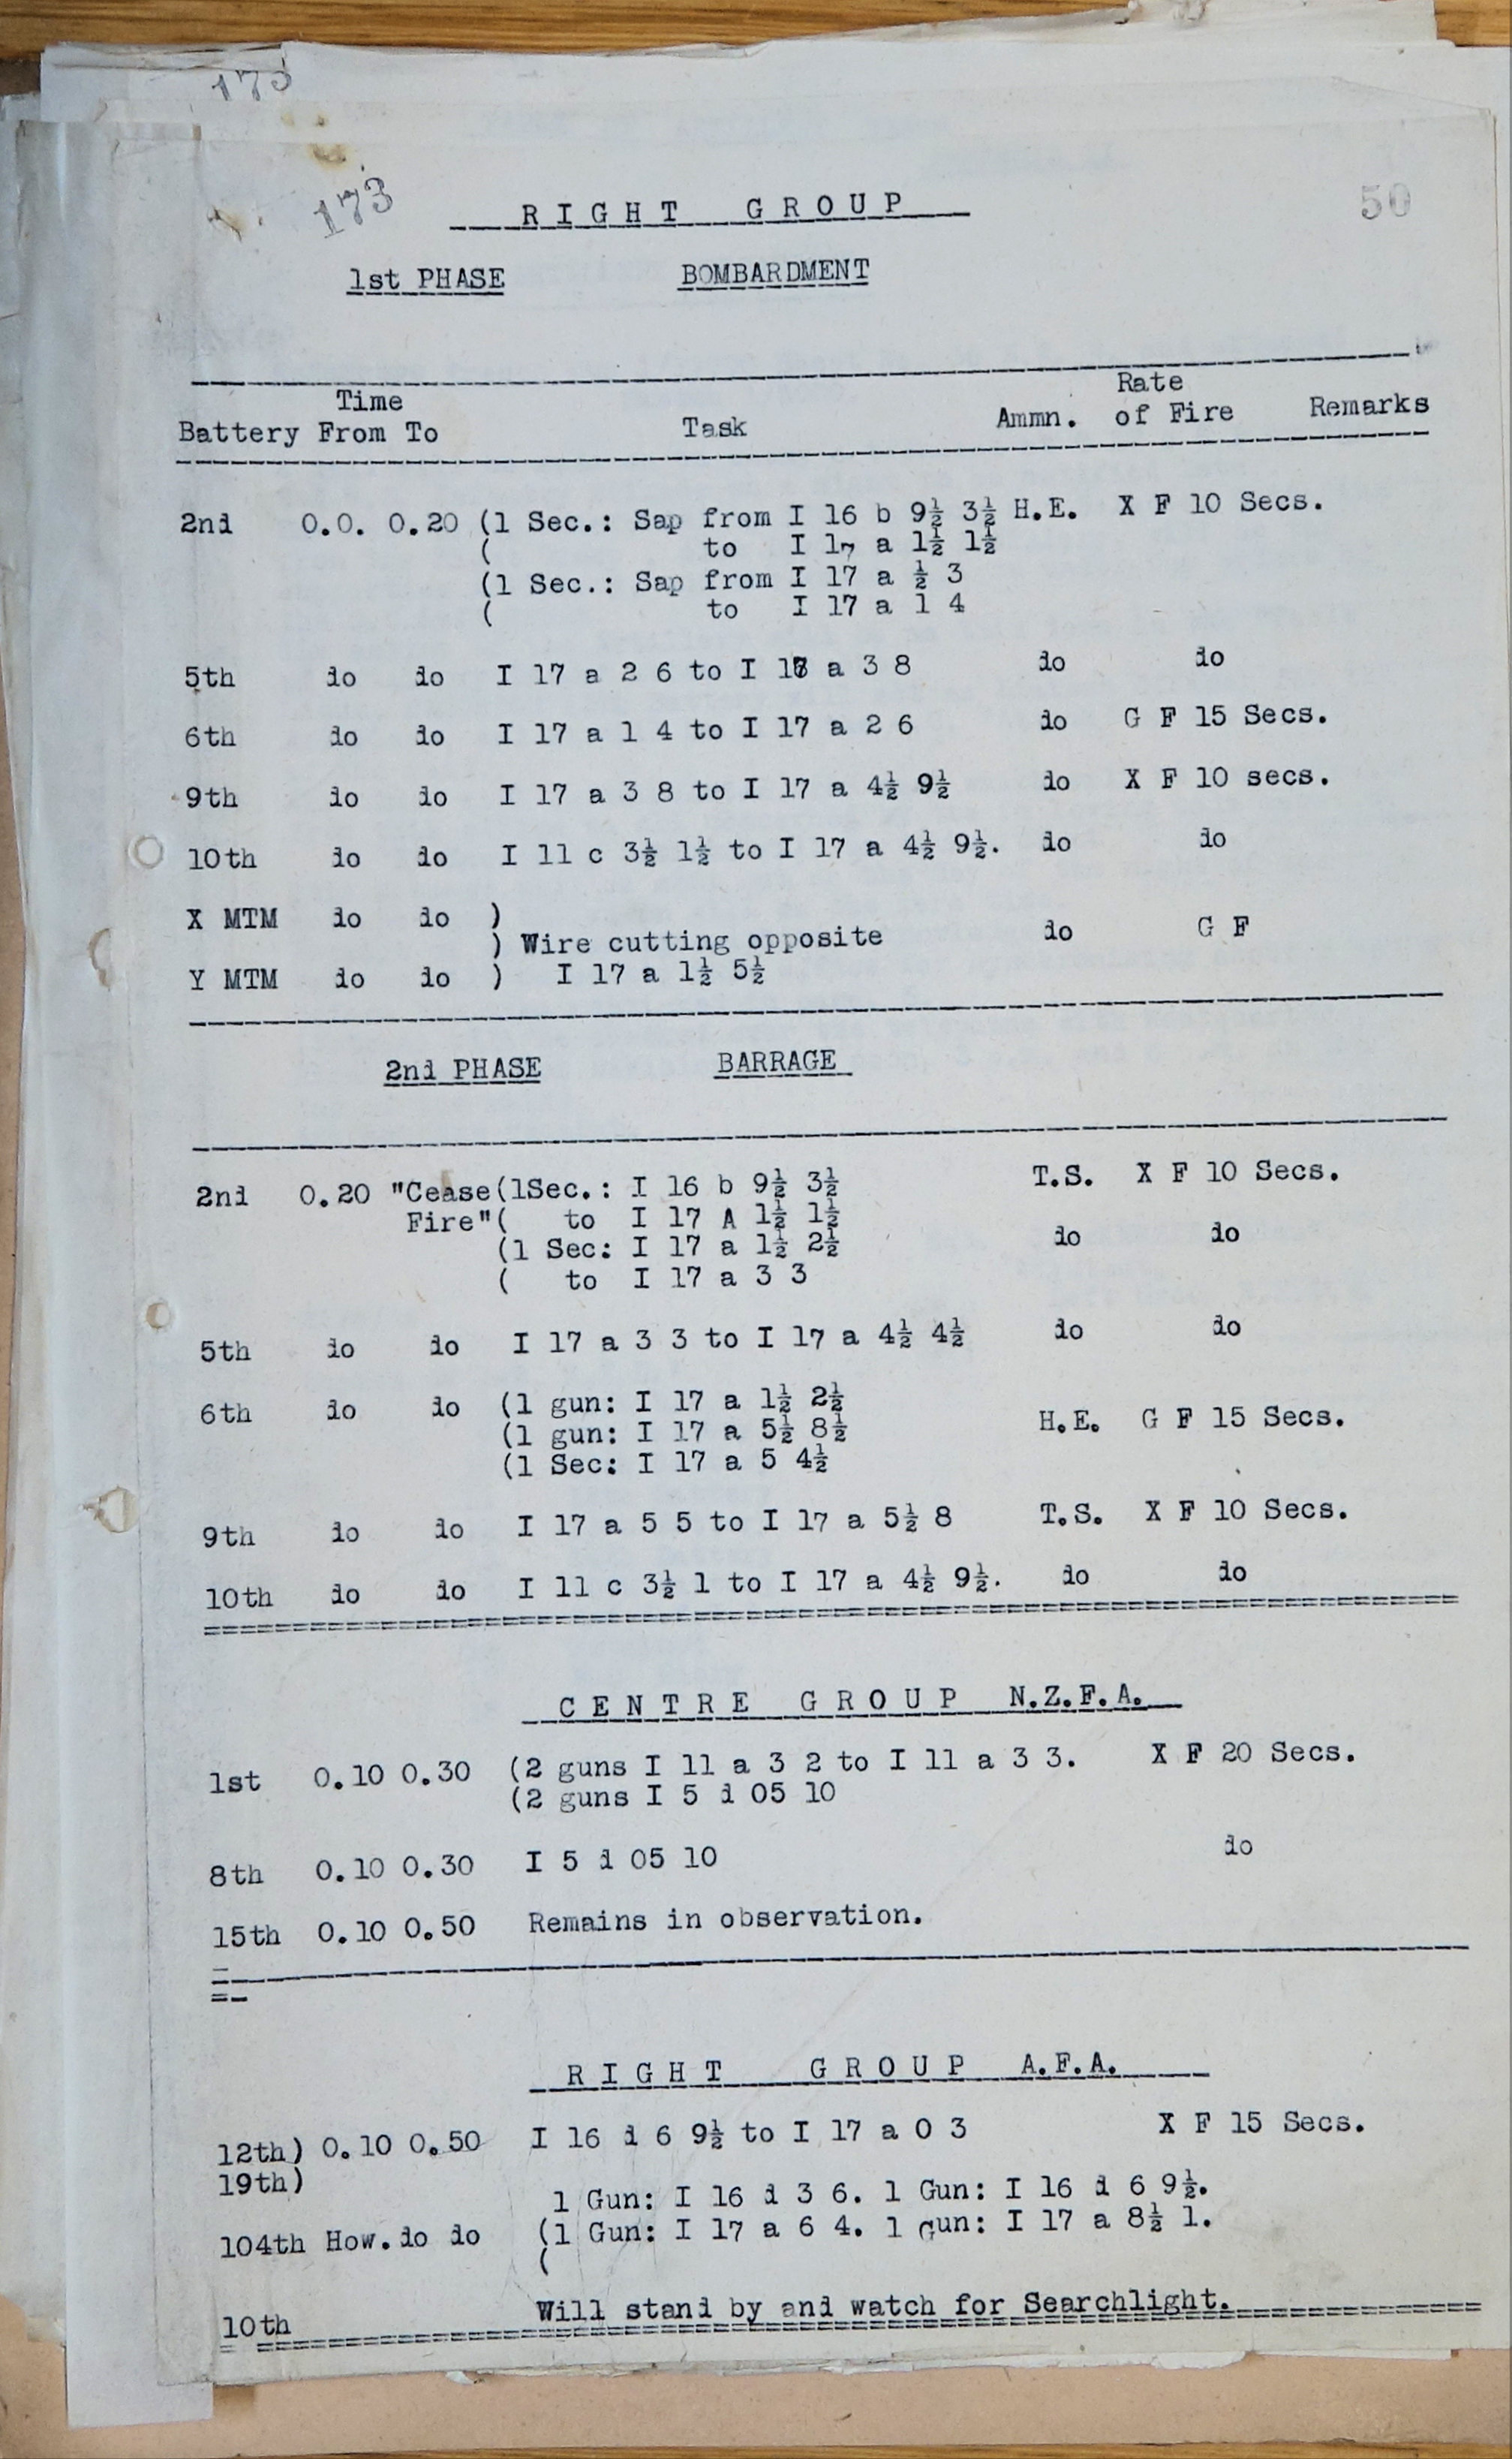 173
173
50
RIGHT GROUP
1st PHASE BOMBARDMENT
Time Rate
Battery From To Task Ammn. of Fire Remarks
2nd 0.0. 0.20 (1 Sec.: Sap from I 16 b 9½ 3½ H.E. X F 10 Secs.
( to I 17 a 1½ 1½
(1 Sec.: Sap from I 17 a ½ 3
( to I 17 a 1 4
5th do do I 17 a 2 6 to I 17 a 3 8 do do
6th do do I 17 a 1 4 to I 17 a 2 6 do G F 15 Secs.
9th do do I 17 a 3 8 to I 17 a 4½ 9½ do X F 10 secs.
10th do do I 11 c 3½ 1½ to I 17 a 4½ 9½. do do
X MTM do do )
) Wire cutting opposite do G F
Y MTM do do ) I 17 a 1½ 5½
2nd PHASE BARRAGE
2nd 0.20 "Cease (1Sec.: I 16 b 9½ 3½ T.S. X F 10 Secs.
Fire"( to I 17 A 1½ 1½
(1 Sec: I 17 a 1½ 2½ do do
( to I 17 a 3 3
5th do do I 17 a 3 3 to I 17 a 4½ 4½ do do
6th do do (1 gun: I 17 a 1½ 2½
(1 gun: I 17 a 5½ 8½ H.E. G F 15 Secs.
(1 Sec: I 17 a 5 4½
9th do do I 17 a 5 5 to I 17 a 5½ 8 T.S. X F 10 Secs.
10th do do I 11 c 3½ 1 to I 17 a 4½ 9½. do do
CENTRE GROUP N.Z.F.A.
1st 0.10 0.30 (2 guns I 11 a 3 2 to I 11 a 3 3. X F 20 Secs.
(2 guns I 5 d 05 10
8th 0.10 0.30 I 5 d 05 10 do
15th 0.10 0.50 Remains in observation.
RIGHT GROUP A.F.A.
12th) 0.10 0.50 I 16 d 6 9½ to I 17 a 0 3 X F 15 Secs.
19th)
1 Gun: I 16 d 3 6. 1 Gun: I 16 d 6 9½.
104th How. do do (1 Gun: I 17 a 6 4. 1 Gun: I 17 a 8½ 1.
(
10th Will stand by and watch for Searchlight.